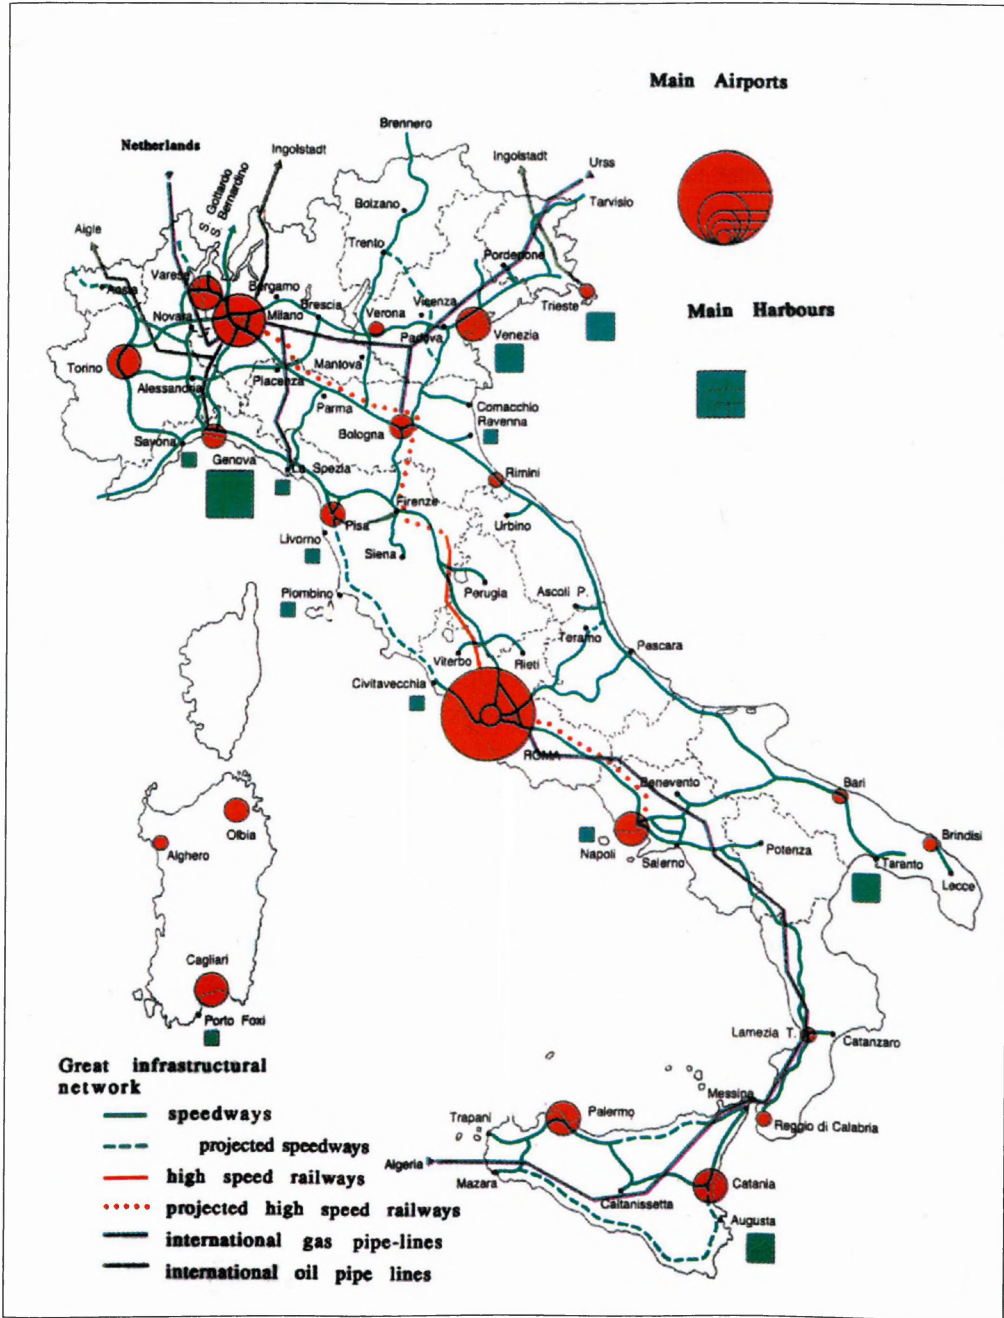 Main Airports
Brennero
Netherlands
Ingolstadt
Ingolstadt
Urss
S. Gottardo
S. Bernardino
Tarvisio
Bolzano
Aigle
Trento
Pordenone
Varese
Aosta
Bergamo
Brescia
Vicenza
Verona
Trieste
Novara
Milano
Padova
Venezia
Main Harbours
Torino
Mantova
Piacenza
Alessandria
Parma
Comacchio
Ravenna
Savona
Bologna
Genova
La Spezia
Rimini
Firenze
Pisa
Urbino
Livorno
Siena
Piombino
Perugia
Ascoli P.
Teramo
Pescara
Viterbo
Rieti
Civitavecchia
ROMA
Benevento
Bari
Olbia
Alghero
Napoli
Salerno
Potenza
Brindisi
Taranto
Lecce
Cagliari
Porto Foxi
Lamezia T.
Catanzaro
Messina
Trapani
Palermo
Reggio di Calabria
Algeria
Mazara
Caltanissetta
Catania
Augusta
Great infrastructural
network
speedways
projected speedways
high speed railways
projected high speed railways
international gas pipe-lines
international oil pipe lines